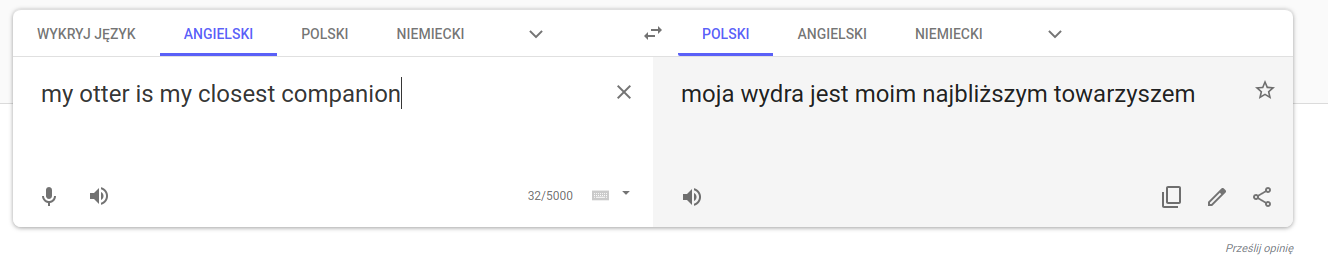 WYKRYJ JĘZYK ANGIELSKI POLSKI NIEMIECKI POLSKI ANGIELSKI NIEMIECKI
my otter is my closest companion
moja wydra jest moim najbliższym towarzyszem
32/5000
Prześlij opinię